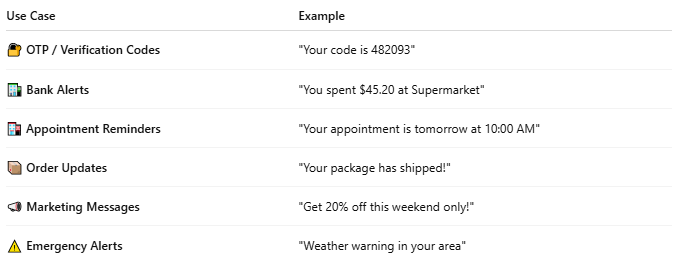 Use Case Example
OTP / Verification Codes "Your code is 482093"
Bank Alerts "You spent $45.20 at Supermarket"
Appointment Reminders "Your appointment is tomorrow at 10:00 AM"
Order Updates "Your package has shipped!"
Marketing Messages "Get 20% off this weekend only!"
Emergency Alerts "Weather warning in your area"